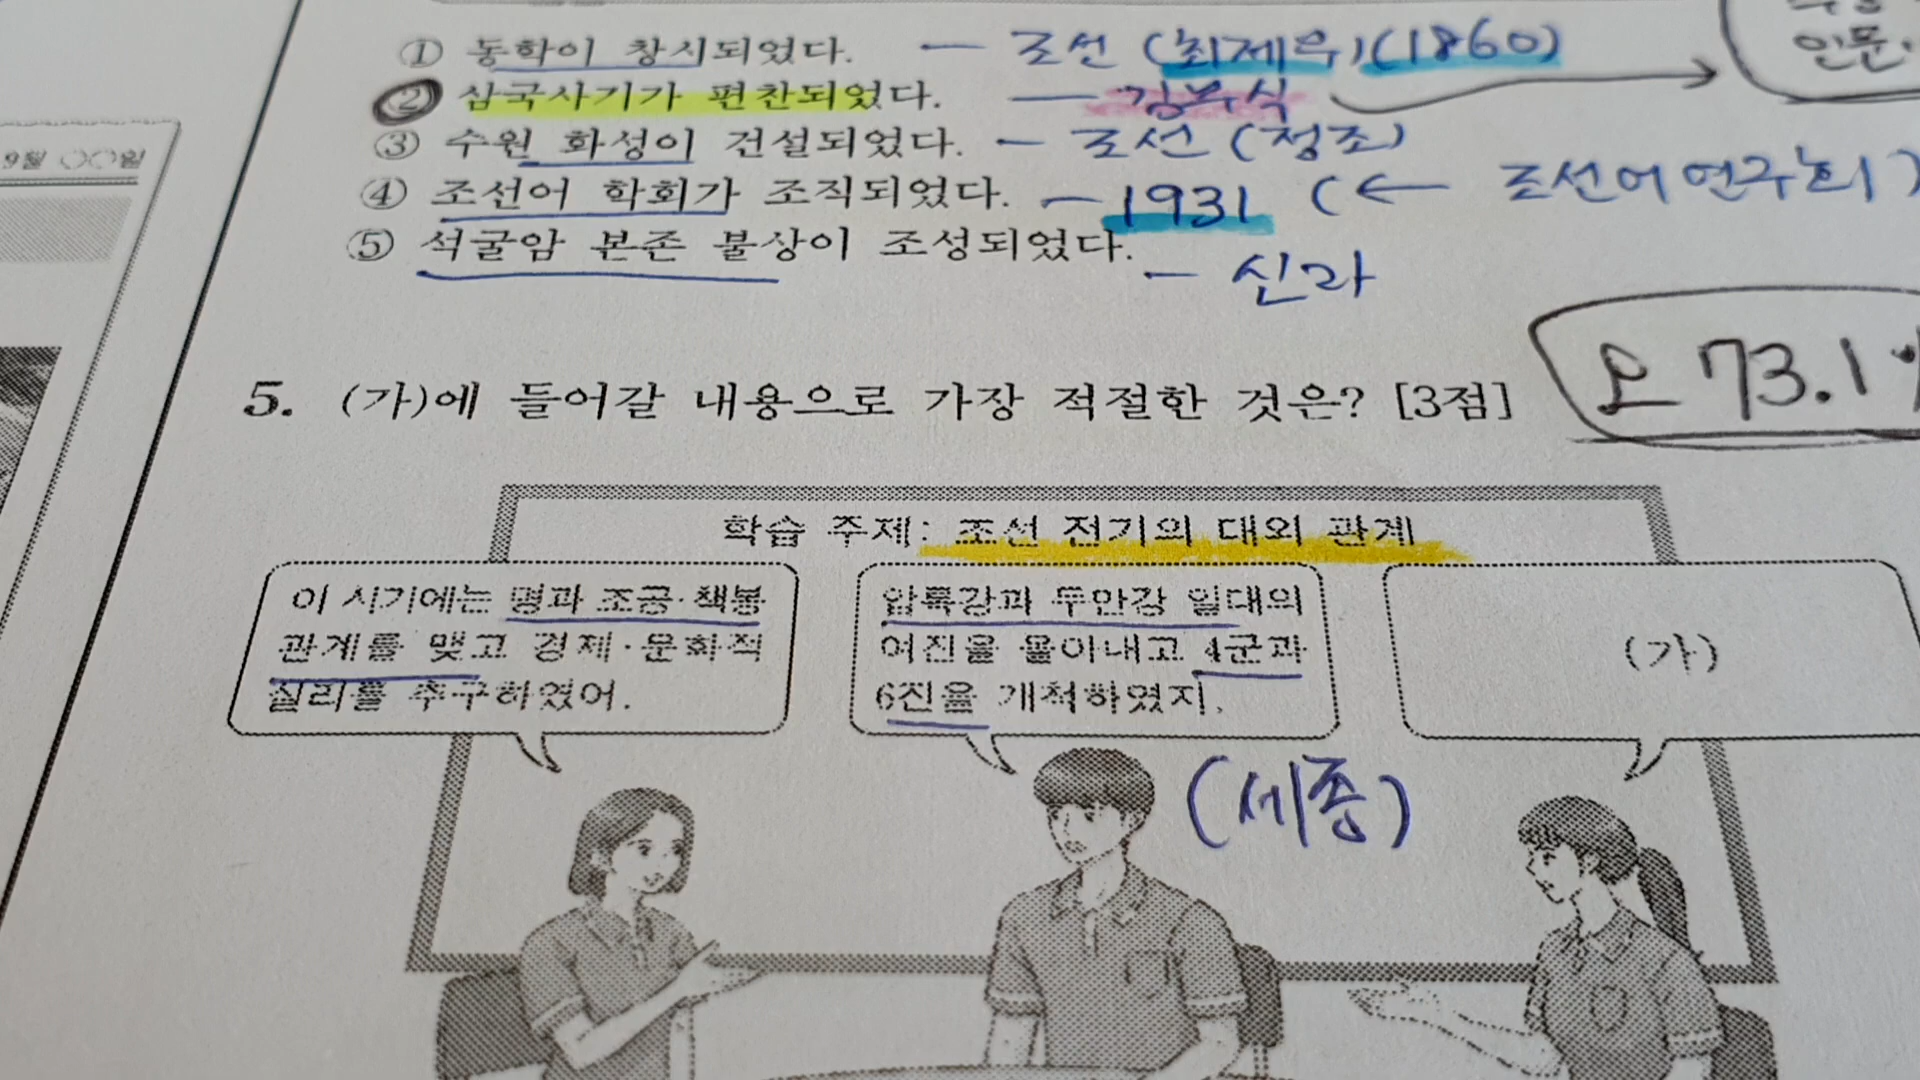 ① 동학이 창시되었다. — 조선 (최제우) (1860)
② 삼국사기가 편찬되었다. — 김부식
인문.
③ 수원 화성이 건설되었다. — 조선 (정조)
④ 조선어 학회가 조직되었다. — 1931 (← 조선어연구회)
⑤ 석굴암 본존 불상이 조성되었다. — 신라
9월 ○○일
5. (가)에 들어갈 내용으로 가장 적절한 것은? [3점]
오 73.1%
학습 주제: 조선 전기의 대외 관계
이 시기에는 명과 조공·책봉
관계를 맺고 경제·문화적
실리를 추구하였어.
압록강과 두만강 일대의
여진을 몰아내고 4군과
6진을 개척하였지.
(가)
(세종)